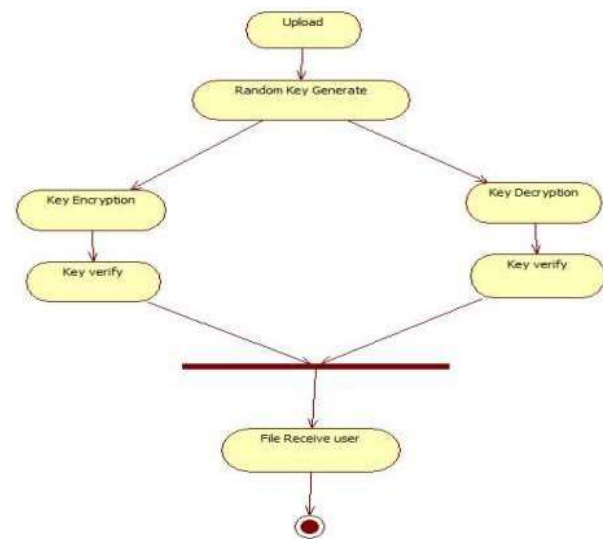 Upload
Random Key Generate
Key Encryption
Key Decryption
Key verify
Key verify
File Receive user